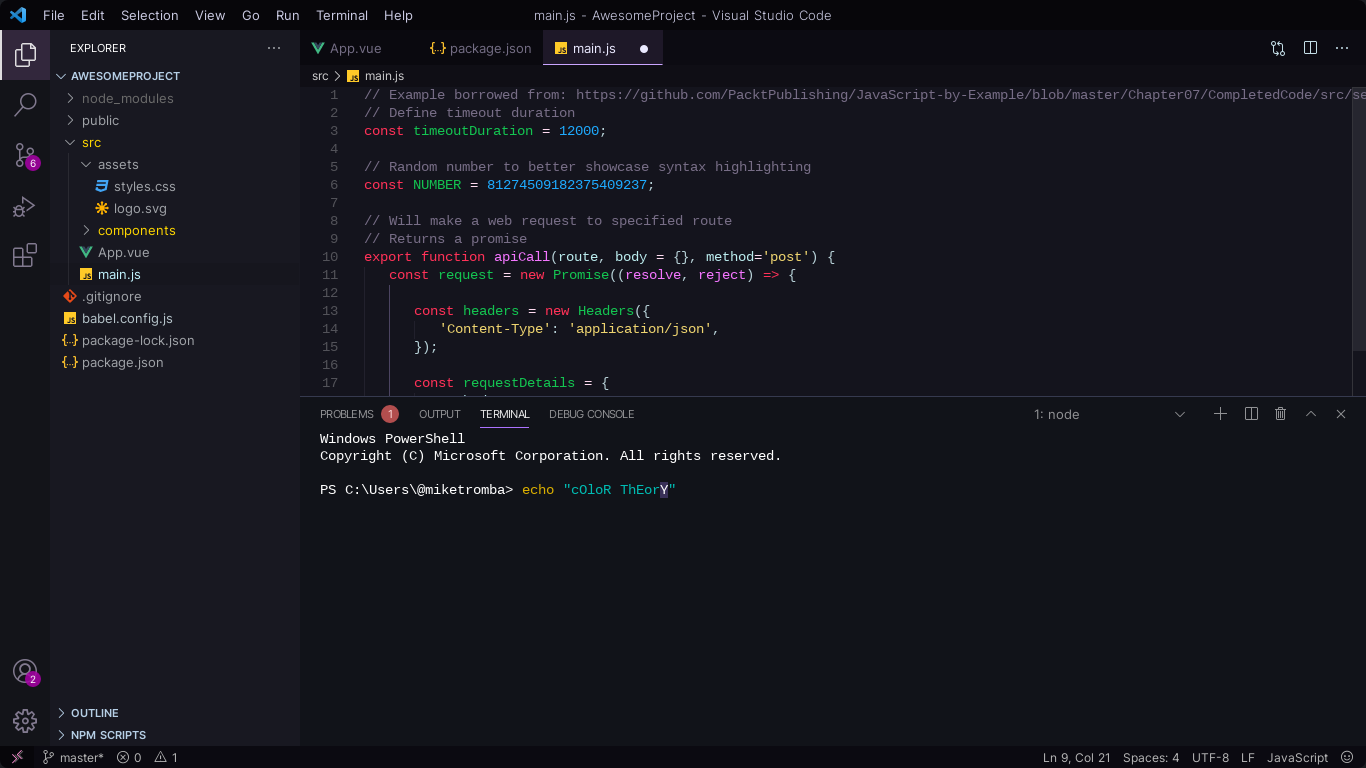 File Edit Selection View Go Run Terminal Help main.js - AwesomeProject - Visual Studio Code
EXPLORER
App.vue {..} package.json JS main.js
AWESOMEPROJECT
src JS main.js
node_modules
public
src
assets
styles.css
logo.svg
components
App.vue
JS main.js
.gitignore
JS babel.config.js
{..} package-lock.json
{..} package.json
OUTLINE
NPM SCRIPTS
6
2
1 // Example borrowed from: https://github.com/PacktPublishing/JavaScript-by-Example/blob/master/Chapter07/CompletedCode/src/se
2 // Define timeout duration
3 const timeoutDuration = 12000;
4
5 // Random number to better showcase syntax highlighting
6 const NUMBER = 81274509182375409237;
7
8 // Will make a web request to specified route
9 // Returns a promise
10 export function apiCall(route, body = {}, method='post') {
11 const request = new Promise((resolve, reject) => {
12
13 const headers = new Headers({
14 'Content-Type': 'application/json',
15 });
16
17 const requestDetails = {
PROBLEMS 1 OUTPUT TERMINAL DEBUG CONSOLE 1: node
Windows PowerShell
Copyright (C) Microsoft Corporation. All rights reserved.
PS C:\Users\@miketromba> echo "cOloR ThEorY"
master* 0 1 Ln 9, Col 21 Spaces: 4 UTF-8 LF JavaScript